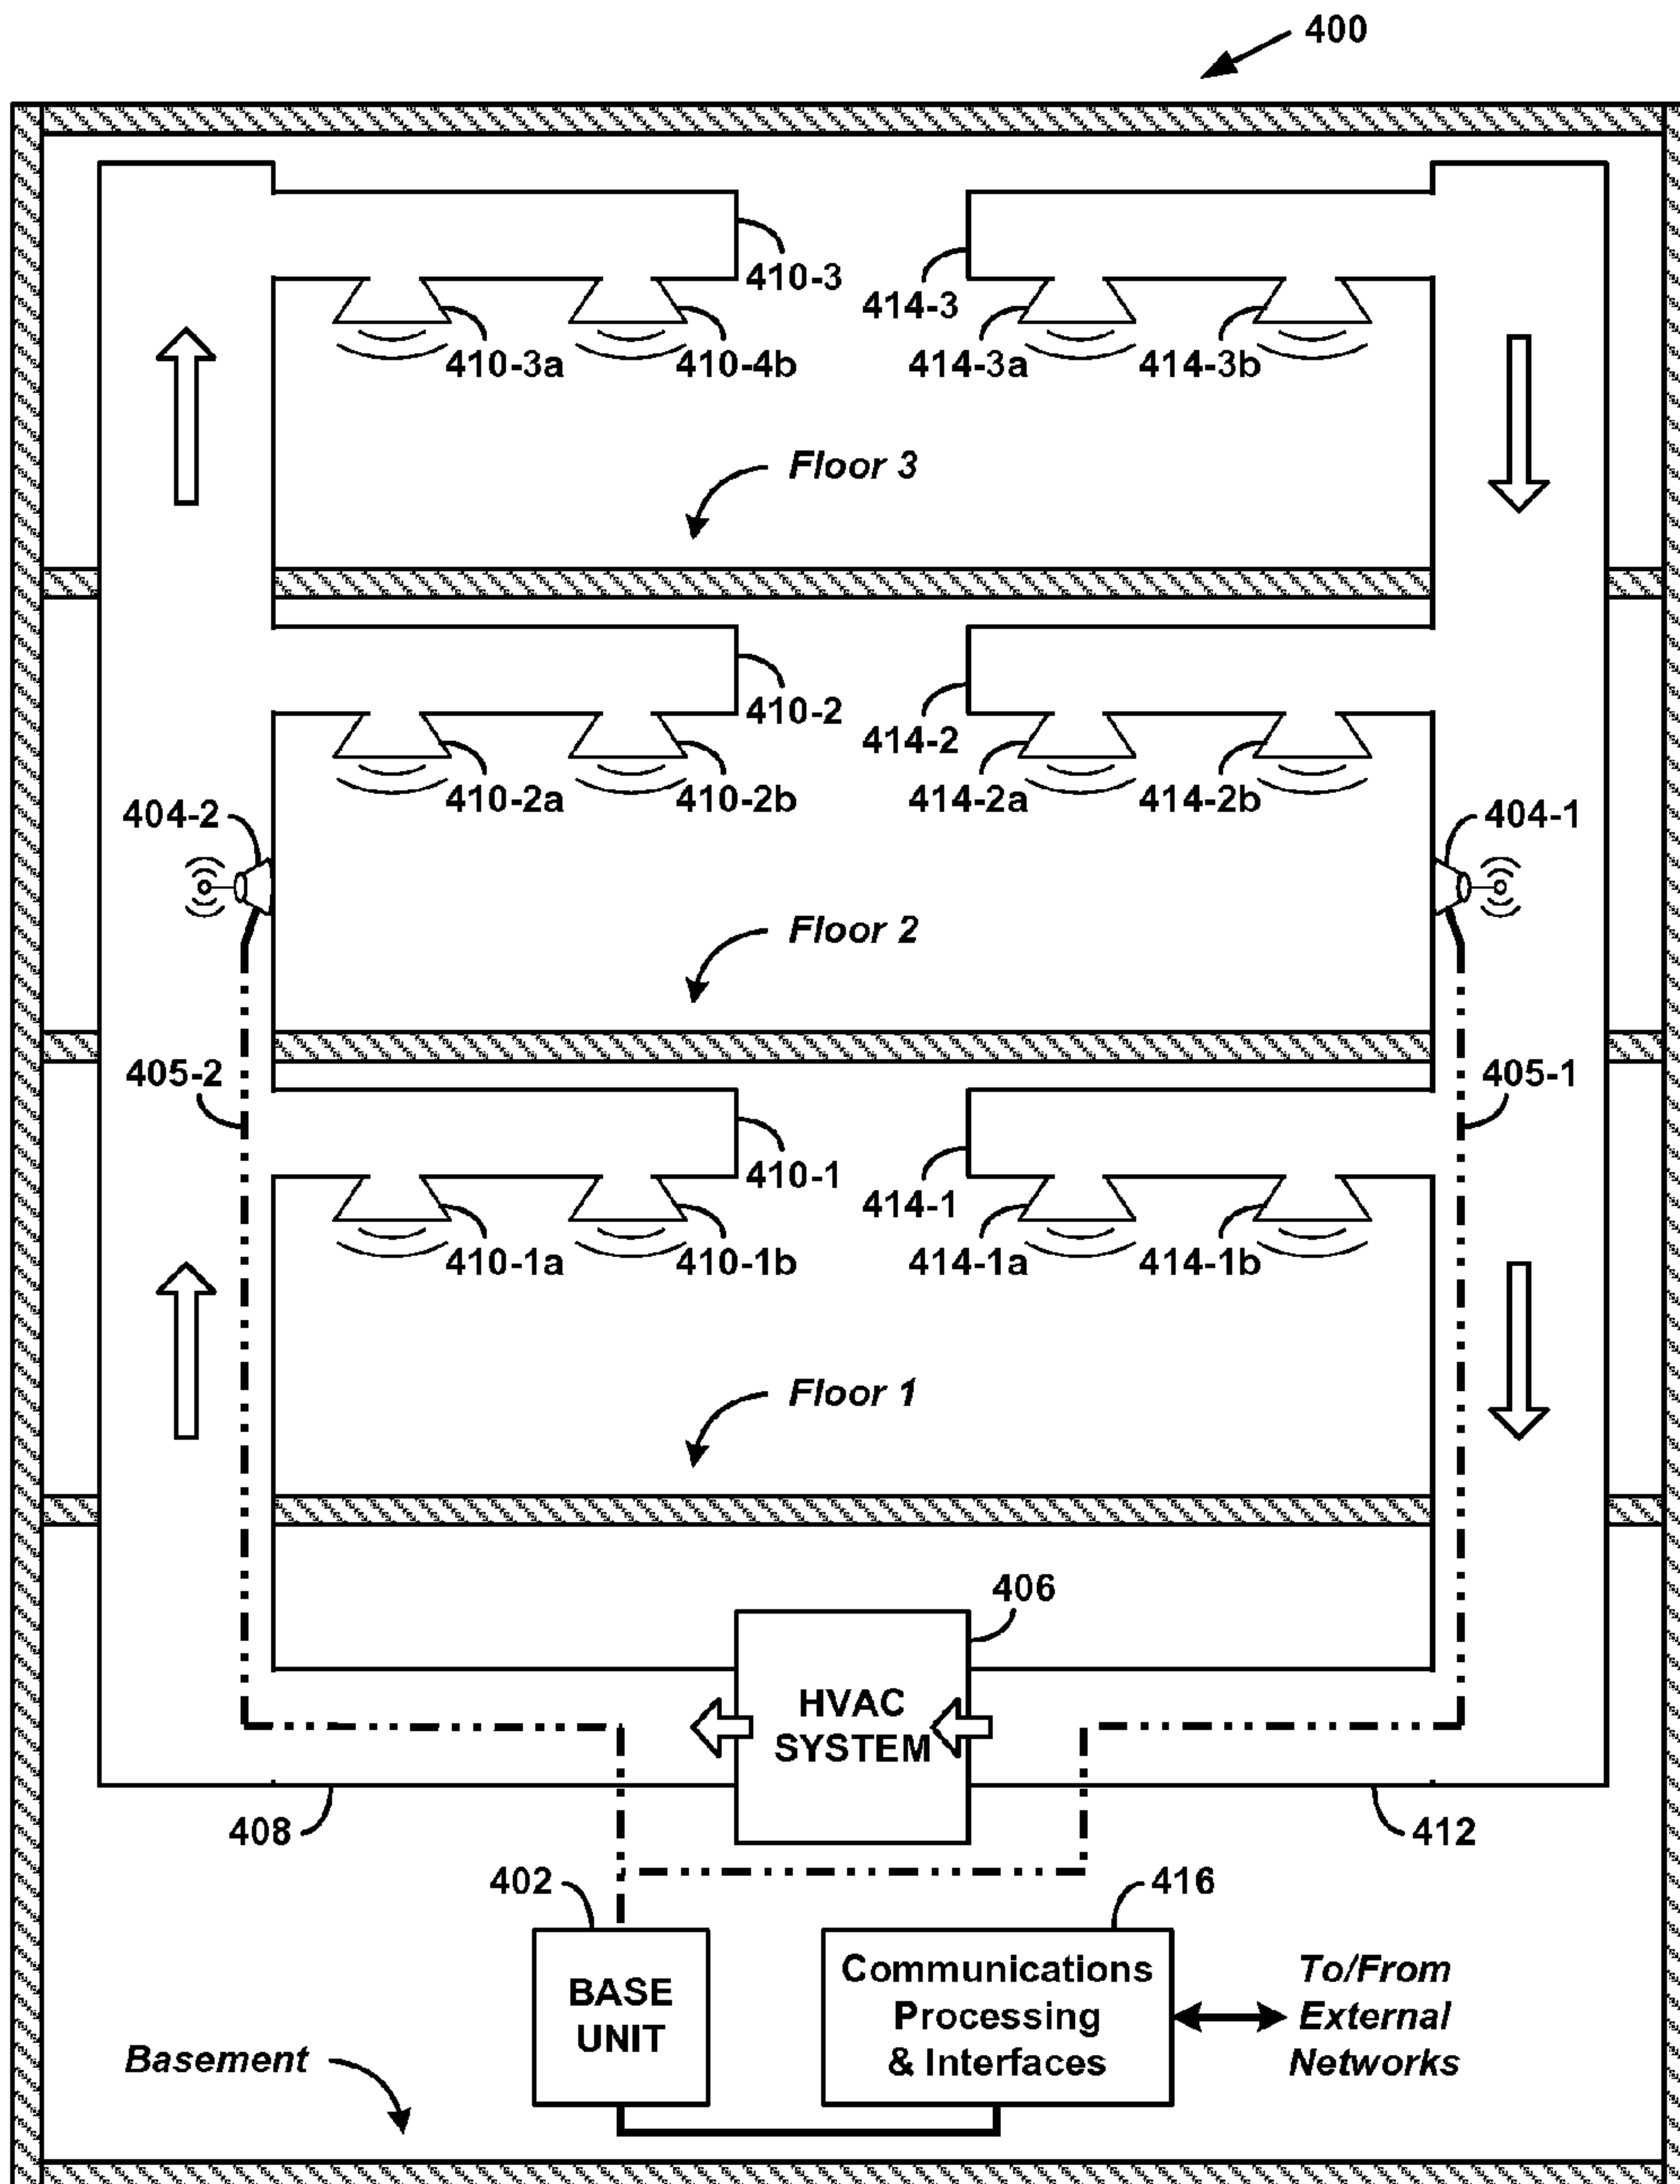 400
410-3
414-3
410-3a
410-4b
414-3a
414-3b
Floor 3
410-2
414-2
410-2a
410-2b
414-2a
414-2b
404-2
404-1
Floor 2
405-2
405-1
410-1
414-1
410-1a
410-1b
414-1a
414-1b
Floor 1
406
HVAC
SYSTEM
408
412
402
416
BASE
UNIT
Communications
Processing
& Interfaces
To/From
External
Networks
Basement